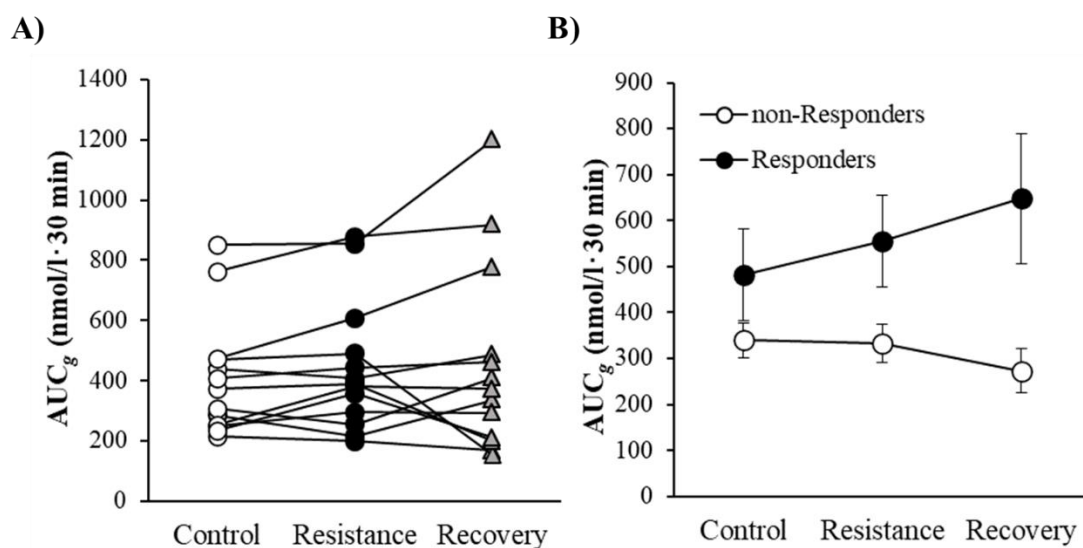 A)
AUCg (nmol/l· 30 min)
1400
1200
1000
800
600
400
200
0
Control Resistance Recovery
B)
AUCg (nmol/l· 30 min)
900
800
700
600
500
400
300
200
100
0
non-Responders
Responders
Control Resistance Recovery